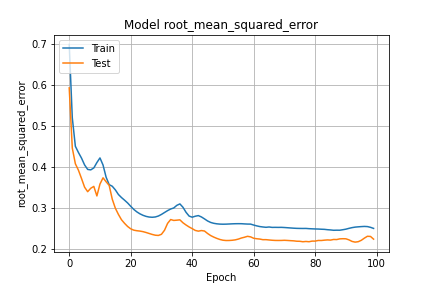 Model root_mean_squared_error
Train
Test
0.7
0.6
0.5
0.4
0.3
0.2
root_mean_squared_error
0 20 40 60 80 100
Epoch